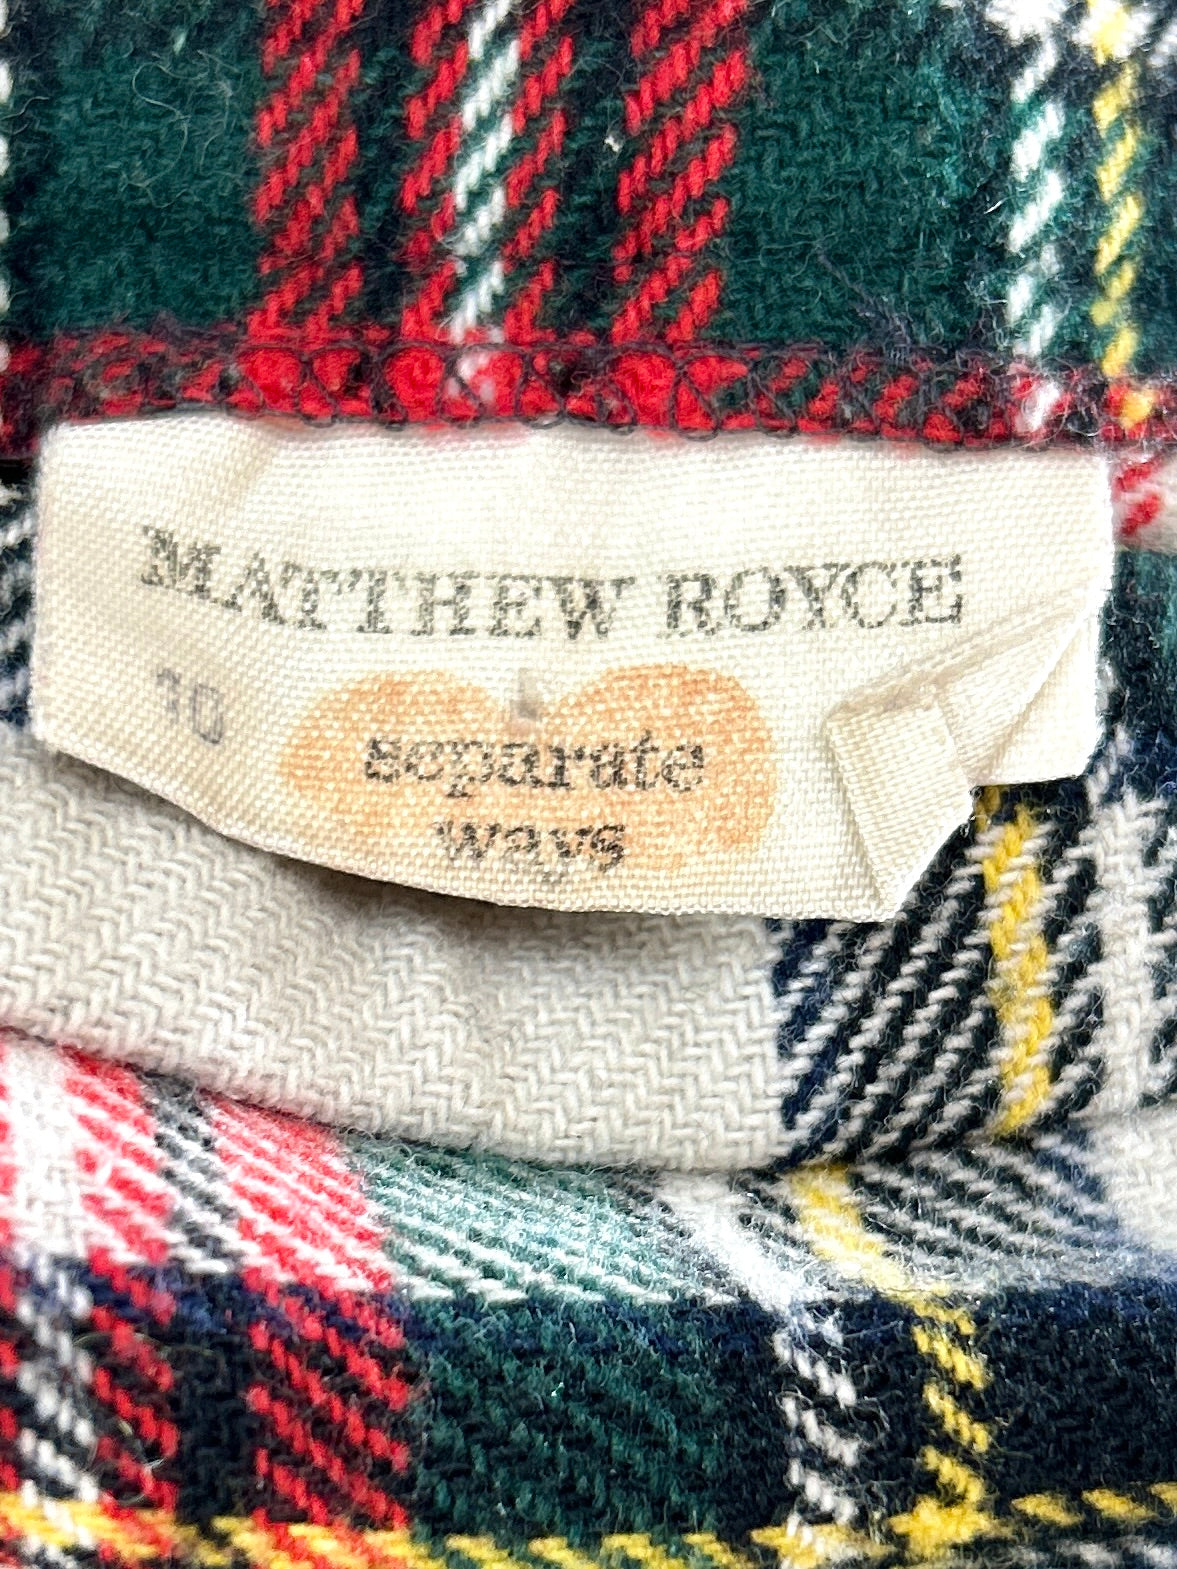 MATTHEW ROYCE
10
separate
ways